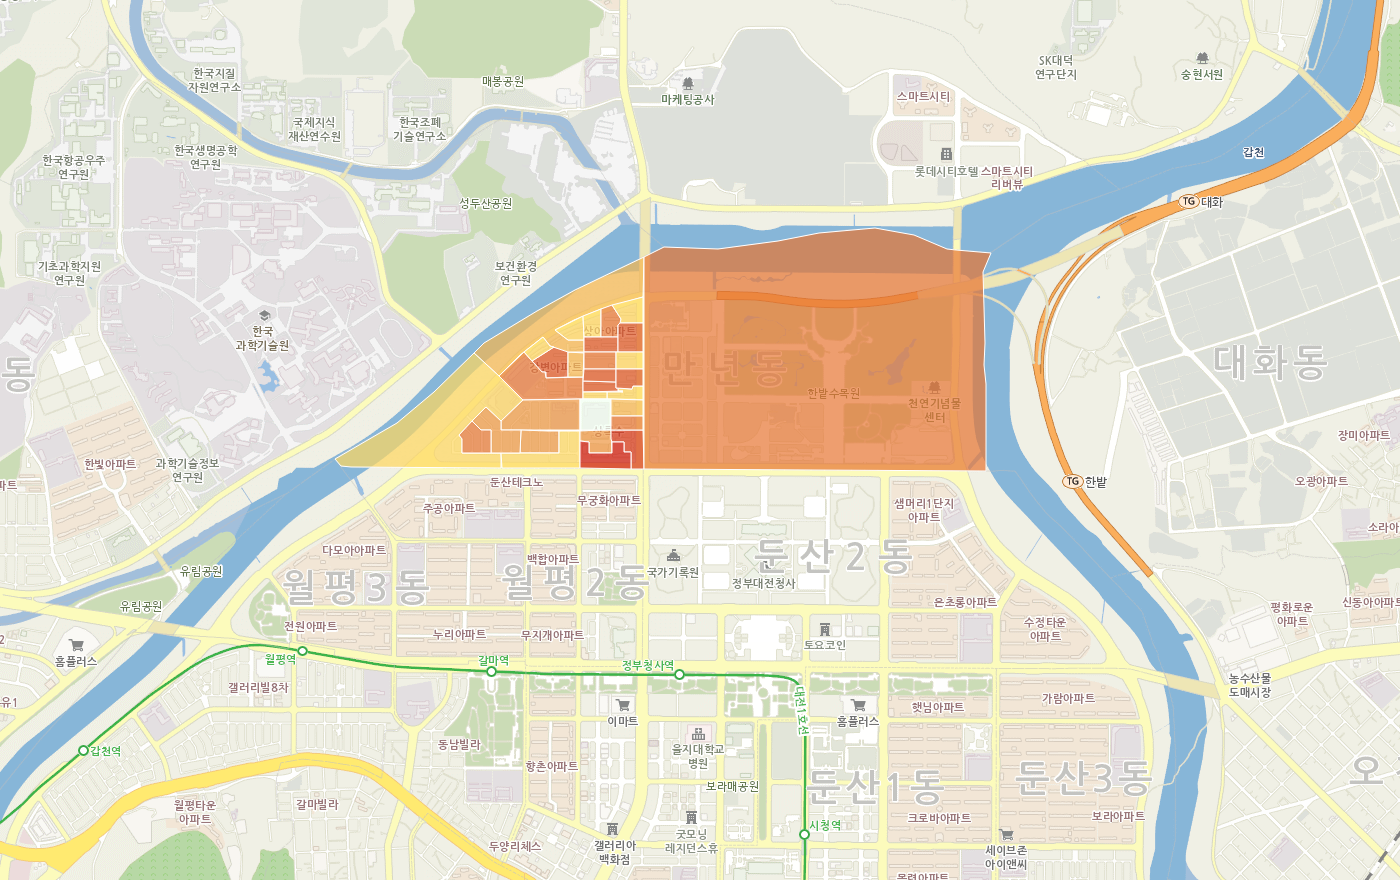 매봉공원
한국지질
자원연구소
마케팅공사
SK대덕
연구단지
숭현서원
스마트시티
국제지식
재산연수원
한국조폐
기술연구소
한국생명공학
연구원
한국항공우주
연구원
갑천
롯데시티호텔
스마트시티
리버뷰
성두산공원
TG 대화
보건환경
연구원
기초과학지원
연구원
한국
과학기술원
상아아파트
강변아파트
만년동
대화동
동
한밭수목원
천연기념물
센터
상록수
장미아파트
한빛아파트
과학기술정보
연구원
파트
둔산테크노
TG 한밭
오광아파트
주공아파트
무궁화아파트
샘머리1단지
아파트
소라아
다모아아파트
백합아파트
둔산2동
국가기록원
정부대전청사
유림공원
월평3동
월평2동
유림공원
은초롱아파트
평화로운
아파트
신동아아파
전원아파트
누리아파트
무지개아파트
토요코인
수정타운
아파트
2
홈플러스
월평역
갈마역
정부청사역
농수산물
도매시장
갤러리빌8차
대전1호선
가람아파트
유1
이마트
홈플러스
햇님아파트
갑천역
동남빌라
을지대학교
병원
향촌아파트
보라매공원
둔산1동
둔산3동
오
월평타운
아파트
갈마빌라
크로바아파트
보라아파트
시청역
갤러리아
백화점
굿모닝
레지던스휴
두양리체스
세이브존
아이앤씨
목련아파트